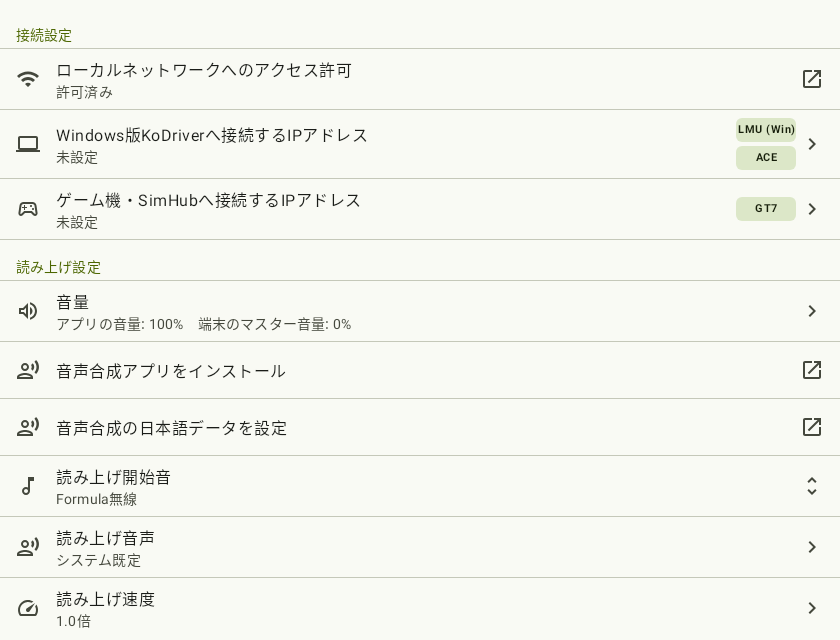 接続設定
ローカルネットワークへのアクセス許可
許可済み
Windows版KoDriverへ接続するIPアドレス
未設定
LMU (Win)
ACE
ゲーム機・SimHubへ接続するIPアドレス
未設定
GT7
読み上げ設定
音量
アプリの音量: 100%　端末のマスター音量: 0%
音声合成アプリをインストール
音声合成の日本語データを設定
読み上げ開始音
Formula無線
読み上げ音声
システム既定
読み上げ速度
1.0倍